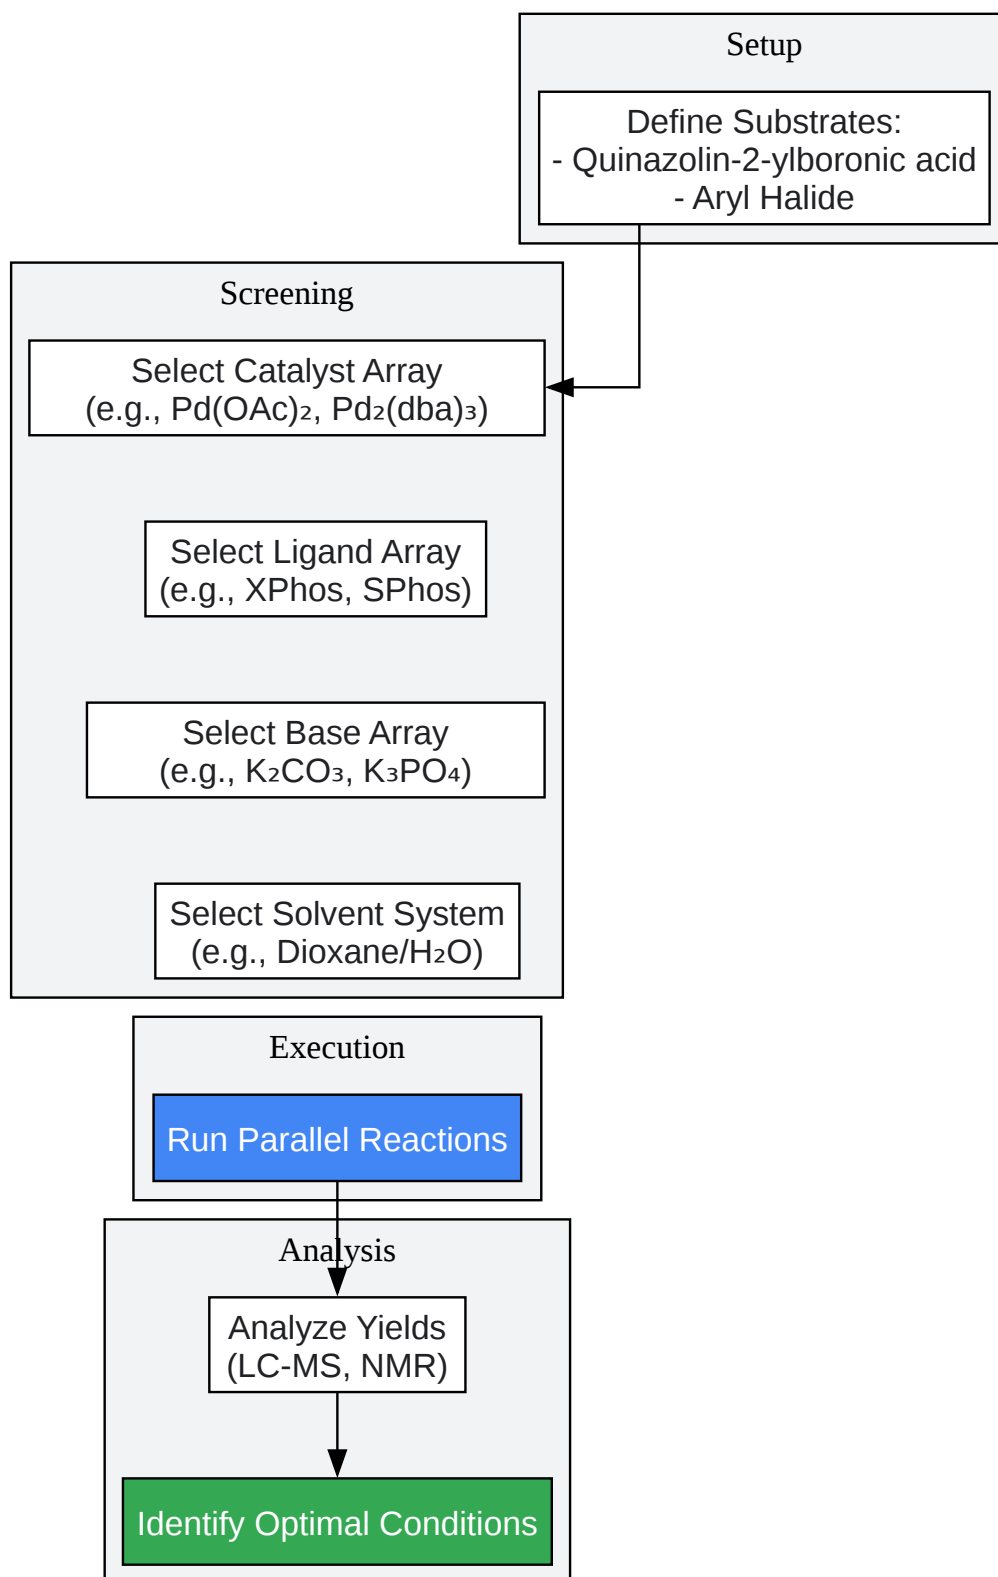 Setup
Define Substrates:
- Quinazolin-2-ylboronic acid
- Aryl Halide
Screening
Select Catalyst Array
(e.g., Pd(OAc)₂, Pd₂(dba)₃)
Select Ligand Array
(e.g., XPhos, SPhos)
Select Base Array
(e.g., K₂CO₃, K₃PO₄)
Select Solvent System
(e.g., Dioxane/H₂O)
Execution
Run Parallel Reactions
Analysis
Analyze Yields
(LC-MS, NMR)
Identify Optimal Conditions